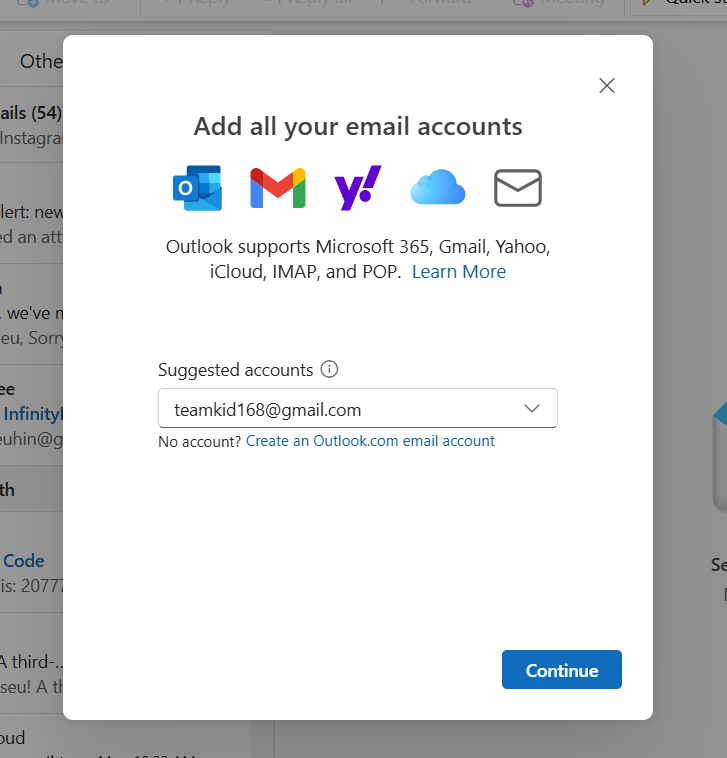 Move to
Reply
Reply all
Forward
Meeting
Othe
ails (54)
Instagra
Add all your email accounts
Outlook supports Microsoft 365, Gmail, Yahoo,
iCloud, IMAP, and POP. Learn More
lert: new
ed an att
, we've n
eu, Sorry
Suggested accounts
teamkid168@gmail.com
No account? Create an Outlook.com email account
ee
Infinityl
euhin@g
th
Code
is: 2077
A third-...
seu! A th
Continue
oud
Se